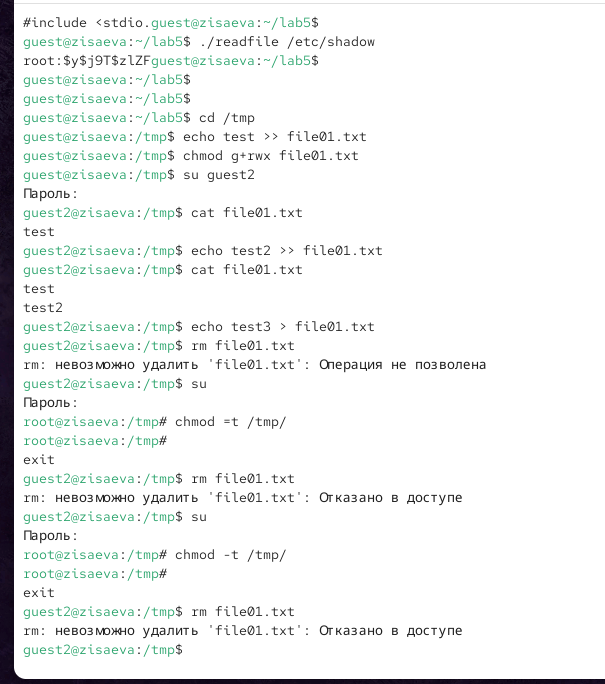 #include <stdio.guest@zisaeva:~/lab5$
guest@zisaeva:~/lab5$ ./readfile /etc/shadow
root:$y$j9T$zlZFguest@zisaeva:~/lab5$
guest@zisaeva:~/lab5$
guest@zisaeva:~/lab5$
guest@zisaeva:~/lab5$ cd /tmp
guest@zisaeva:/tmp$ echo test >> file01.txt
guest@zisaeva:/tmp$ chmod g+rwx file01.txt
guest@zisaeva:/tmp$ su guest2
Пароль:
guest2@zisaeva:/tmp$ cat file01.txt
test
guest2@zisaeva:/tmp$ echo test2 >> file01.txt
guest2@zisaeva:/tmp$ cat file01.txt
test
test2
guest2@zisaeva:/tmp$ echo test3 > file01.txt
guest2@zisaeva:/tmp$ rm file01.txt
rm: невозможно удалить 'file01.txt': Операция не позволена
guest2@zisaeva:/tmp$ su
Пароль:
root@zisaeva:/tmp# chmod =t /tmp/
root@zisaeva:/tmp#
exit
guest2@zisaeva:/tmp$ rm file01.txt
rm: невозможно удалить 'file01.txt': Отказано в доступе
guest2@zisaeva:/tmp$ su
Пароль:
root@zisaeva:/tmp# chmod -t /tmp/
root@zisaeva:/tmp#
exit
guest2@zisaeva:/tmp$ rm file01.txt
rm: невозможно удалить 'file01.txt': Отказано в доступе
guest2@zisaeva:/tmp$